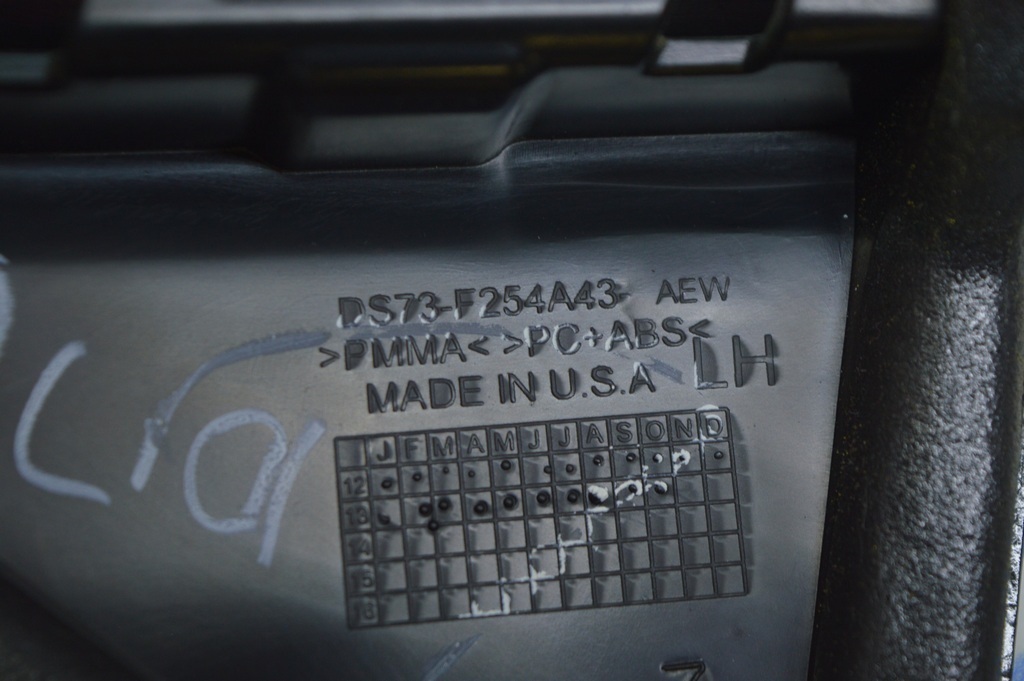 DS73-F254A43- AEW
>PMMA< >PC+ABS<
LH
MADE IN U.S.A
J F M A M J J A S O N D
12
13
14
15
16